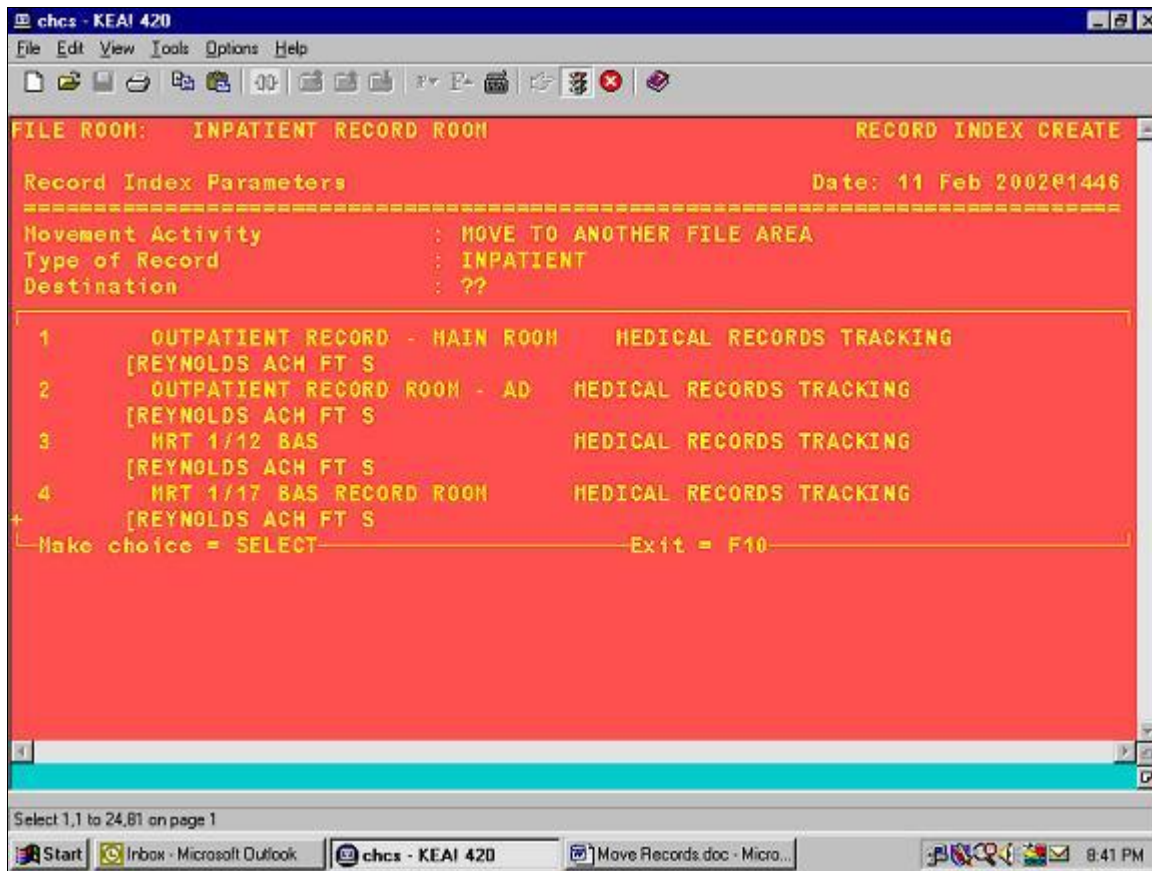 chcs - KEA! 420
File Edit View Tools Options Help
FILE ROOM: INPATIENT RECORD ROOM RECORD INDEX CREATE
Record Index Parameters Date: 11 Feb 2002@1446
Movement Activity : MOVE TO ANOTHER FILE AREA
Type of Record : INPATIENT
Destination : ??
1 OUTPATIENT RECORD - MAIN ROOM MEDICAL RECORDS TRACKING
[REYNOLDS ACH FT S
2 OUTPATIENT RECORD ROOM - AD MEDICAL RECORDS TRACKING
[REYNOLDS ACH FT S
3 MRT 1/12 BAS MEDICAL RECORDS TRACKING
[REYNOLDS ACH FT S
4 MRT 1/17 BAS RECORD ROOM MEDICAL RECORDS TRACKING
+ [REYNOLDS ACH FT S
Make choice = SELECT Exit = F10
Select 1,1 to 24,81 on page 1
Start Inbox - Microsoft Outlook chcs - KEA! 420 Move Records.doc - Micro... 8:41 PM